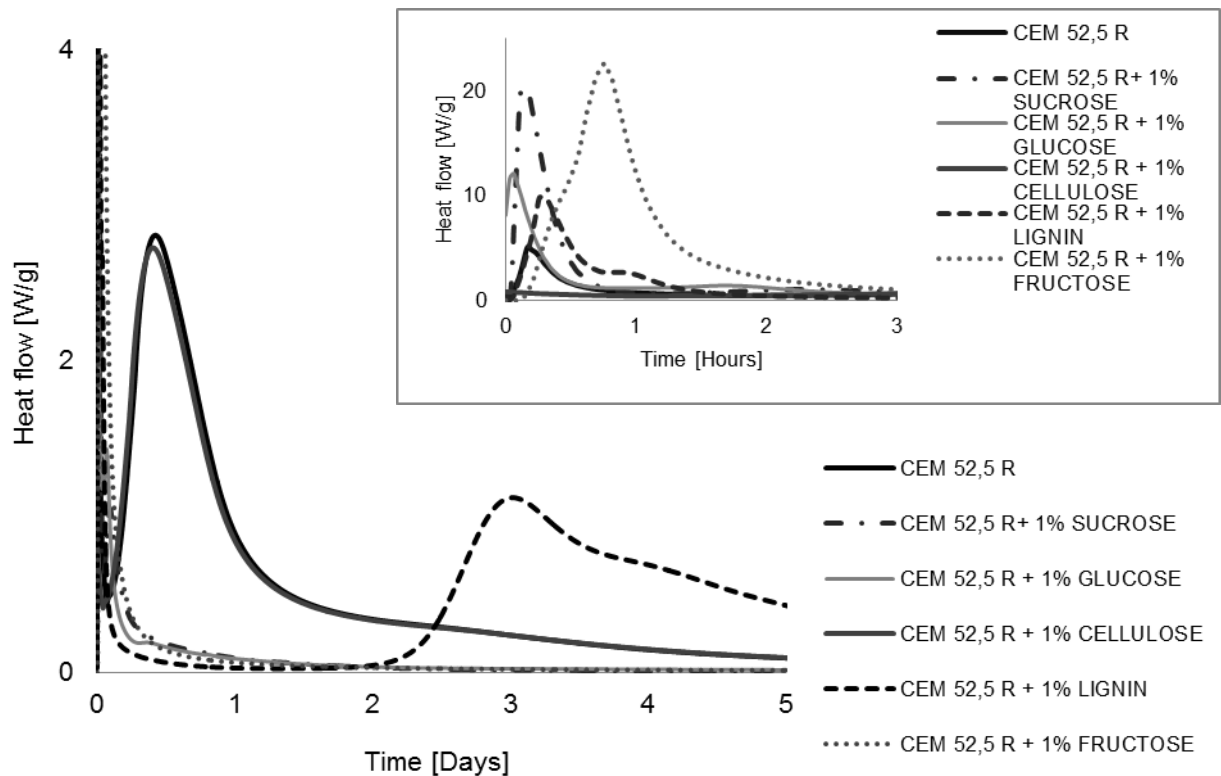 4
2
0
Heat flow [W/g]
0
1
2
3
4
5
Time [Days]
20
10
0
Heat flow [W/g]
0
1
2
3
Time [Hours]
CEM 52,5 R
CEM 52,5 R+ 1%
SUCROSE
CEM 52,5 R + 1%
GLUCOSE
CEM 52,5 R + 1%
CELLULOSE
CEM 52,5 R + 1%
LIGNIN
CEM 52,5 R + 1%
FRUCTOSE
CEM 52,5 R
CEM 52,5 R+ 1% SUCROSE
CEM 52,5 R + 1% GLUCOSE
CEM 52,5 R + 1% CELLULOSE
CEM 52,5 R + 1% LIGNIN
CEM 52,5 R + 1% FRUCTOSE